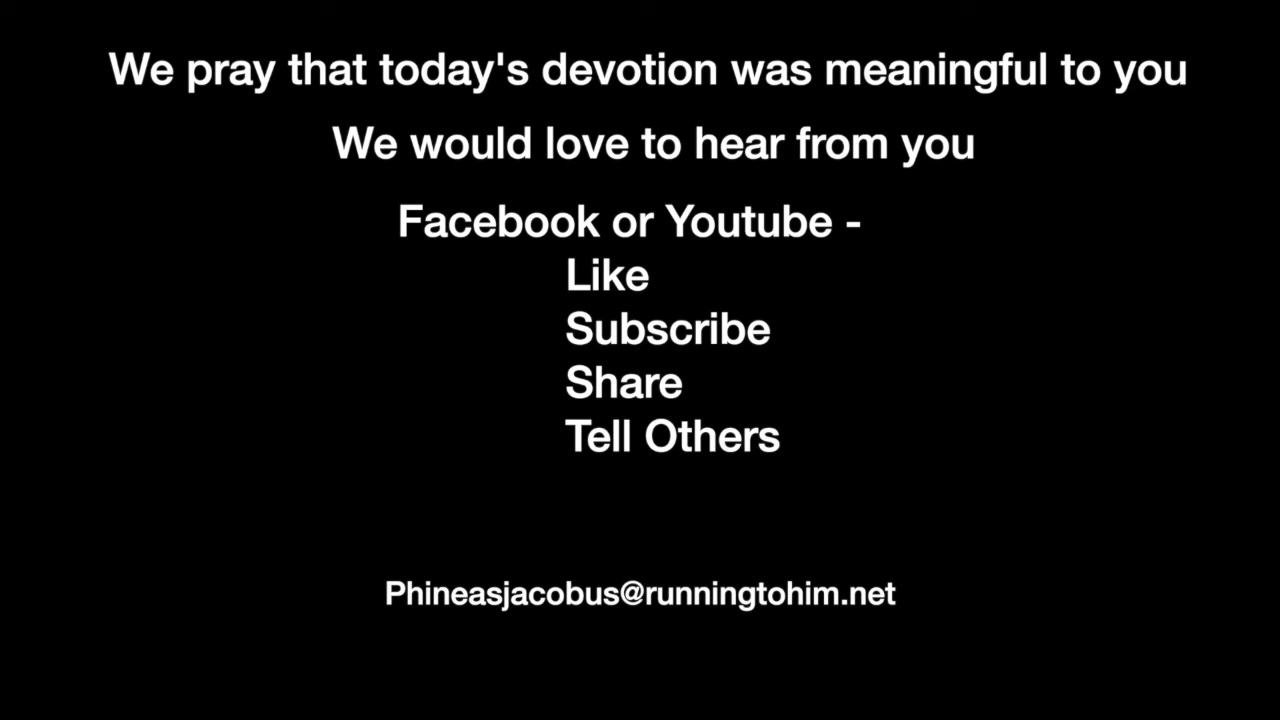 We pray that today's devotion was meaningful to you
We would love to hear from you
Facebook or Youtube -
Like
Subscribe
Share
Tell Others
Phineasjacobus@runningtohim.net